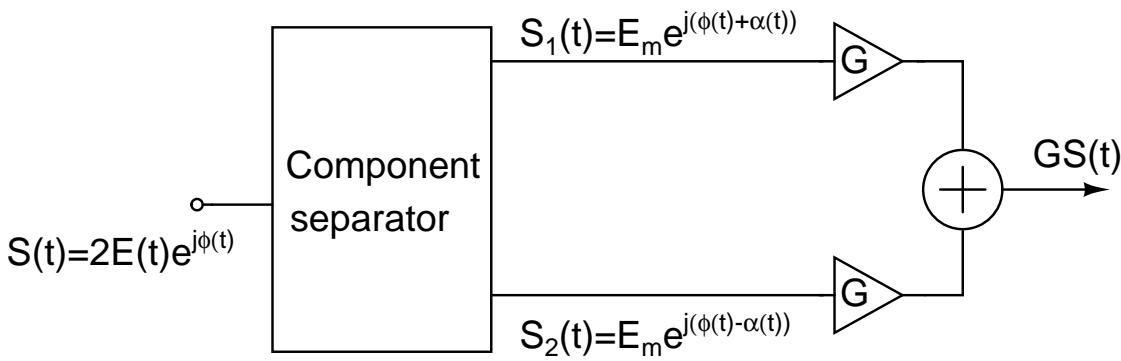 S₁(t)=Eₘe^{j(ϕ(t)+α(t))}
G
Component
separator
GS(t)
S(t)=2E(t)e^{jϕ(t)}
G
S₂(t)=Eₘe^{j(ϕ(t)-α(t))}